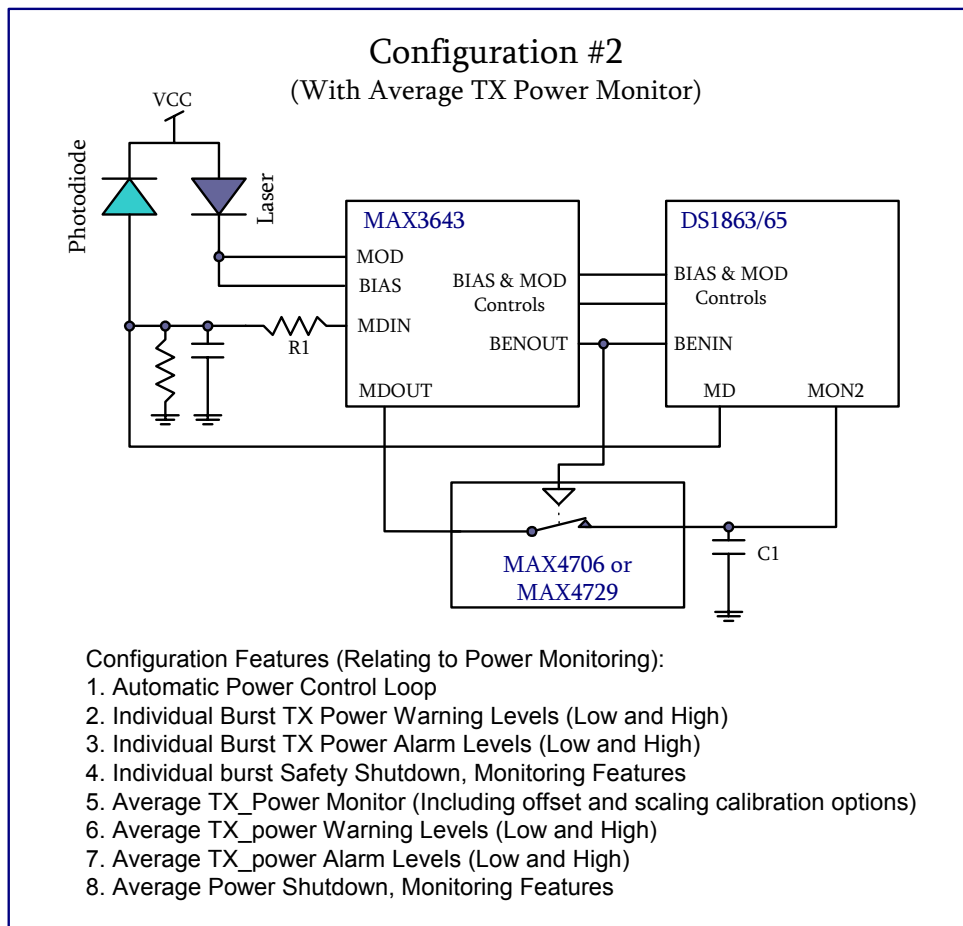 Configuration #2
(With Average TX Power Monitor)
VCC
Photodiode
Laser
MAX3643
DS1863/65
MOD
BIAS
MDIN
BIAS & MOD
Controls
BENOUT
MDOUT
BIAS & MOD
Controls
BENIN
MD
MON2
R1
MAX4706 or
MAX4729
C1
Configuration Features (Relating to Power Monitoring):
1. Automatic Power Control Loop
2. Individual Burst TX Power Warning Levels (Low and High)
3. Individual Burst TX Power Alarm Levels (Low and High)
4. Individual burst Safety Shutdown, Monitoring Features
5. Average TX_Power Monitor (Including offset and scaling calibration options)
6. Average TX_power Warning Levels (Low and High)
7. Average TX_power Alarm Levels (Low and High)
8. Average Power Shutdown, Monitoring Features